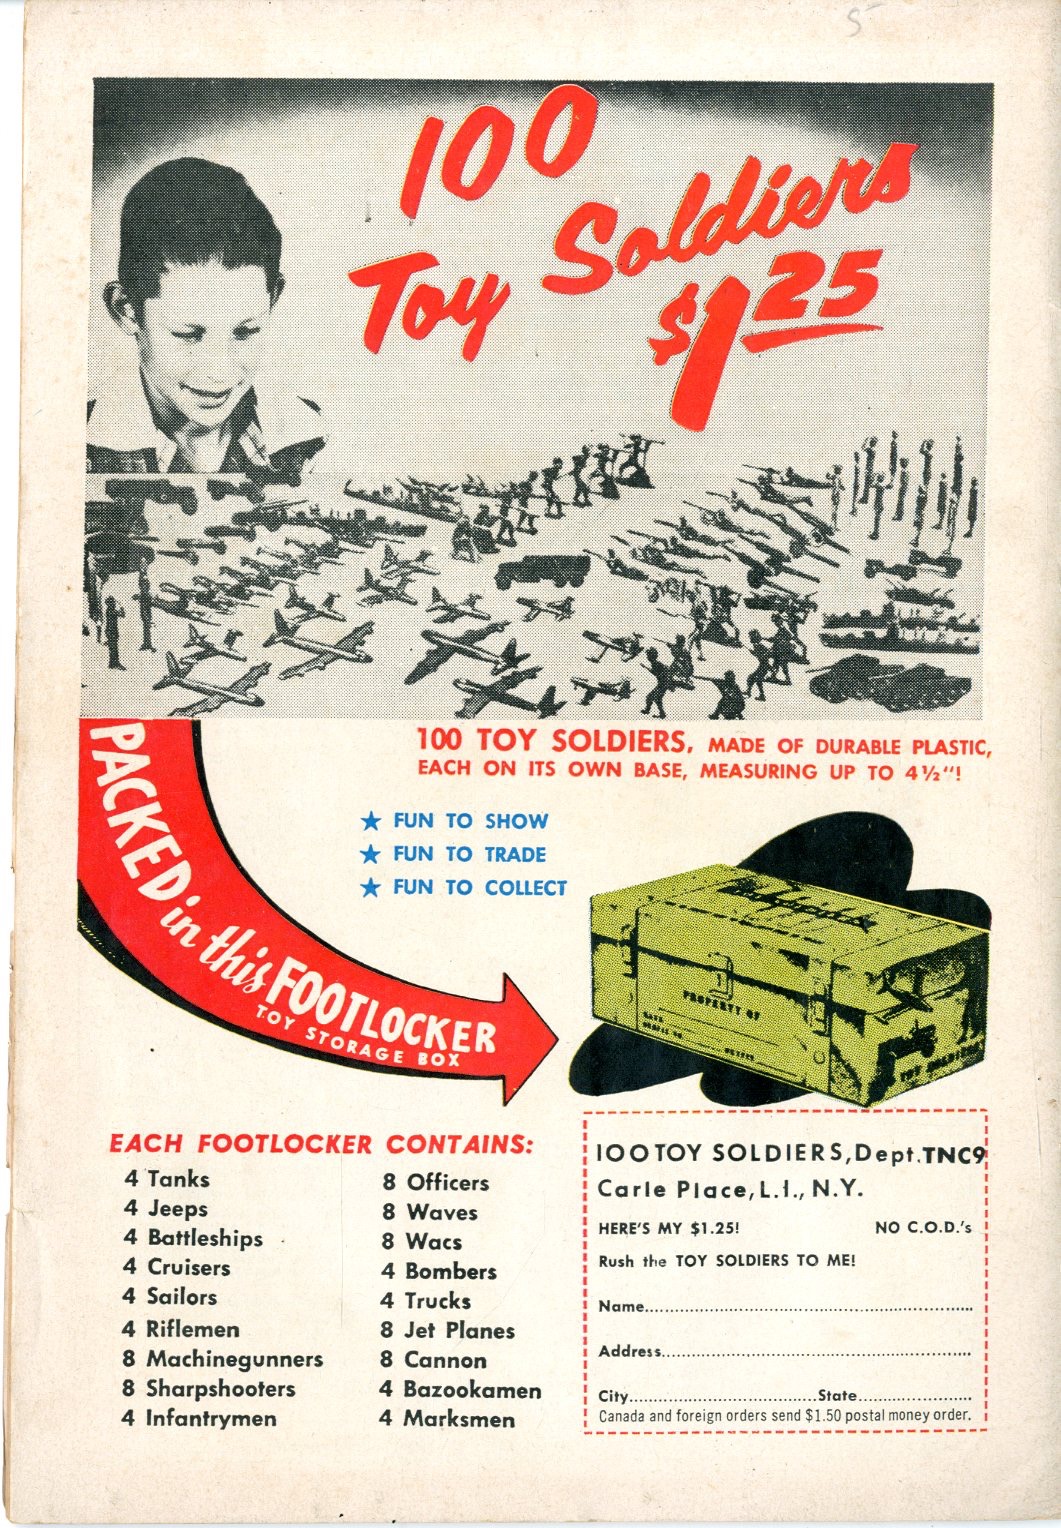 5-
100
Toy Soldiers
$1.25
100 TOY SOLDIERS, MADE OF DURABLE PLASTIC,
EACH ON ITS OWN BASE, MEASURING UP TO 4½"!
★ FUN TO SHOW
★ FUN TO TRADE
★ FUN TO COLLECT
PACKED in this FOOTLOCKER
TOY STORAGE BOX
PROPERTY OF
TOY SOLDIERS
EACH FOOTLOCKER CONTAINS:
4 Tanks
4 Jeeps
4 Battleships
4 Cruisers
4 Sailors
4 Riflemen
8 Machinegunners
8 Sharpshooters
4 Infantrymen
8 Officers
8 Waves
8 Wacs
4 Bombers
4 Trucks
8 Jet Planes
8 Cannon
4 Bazookamen
4 Marksmen
100 TOY SOLDIERS, Dept. TNC9
Carle Place, L.I., N.Y.
HERE'S MY $1.25! NO C.O.D.'s
Rush the TOY SOLDIERS TO ME!
Name
Address
City State
Canada and foreign orders send $1.50 postal money order.